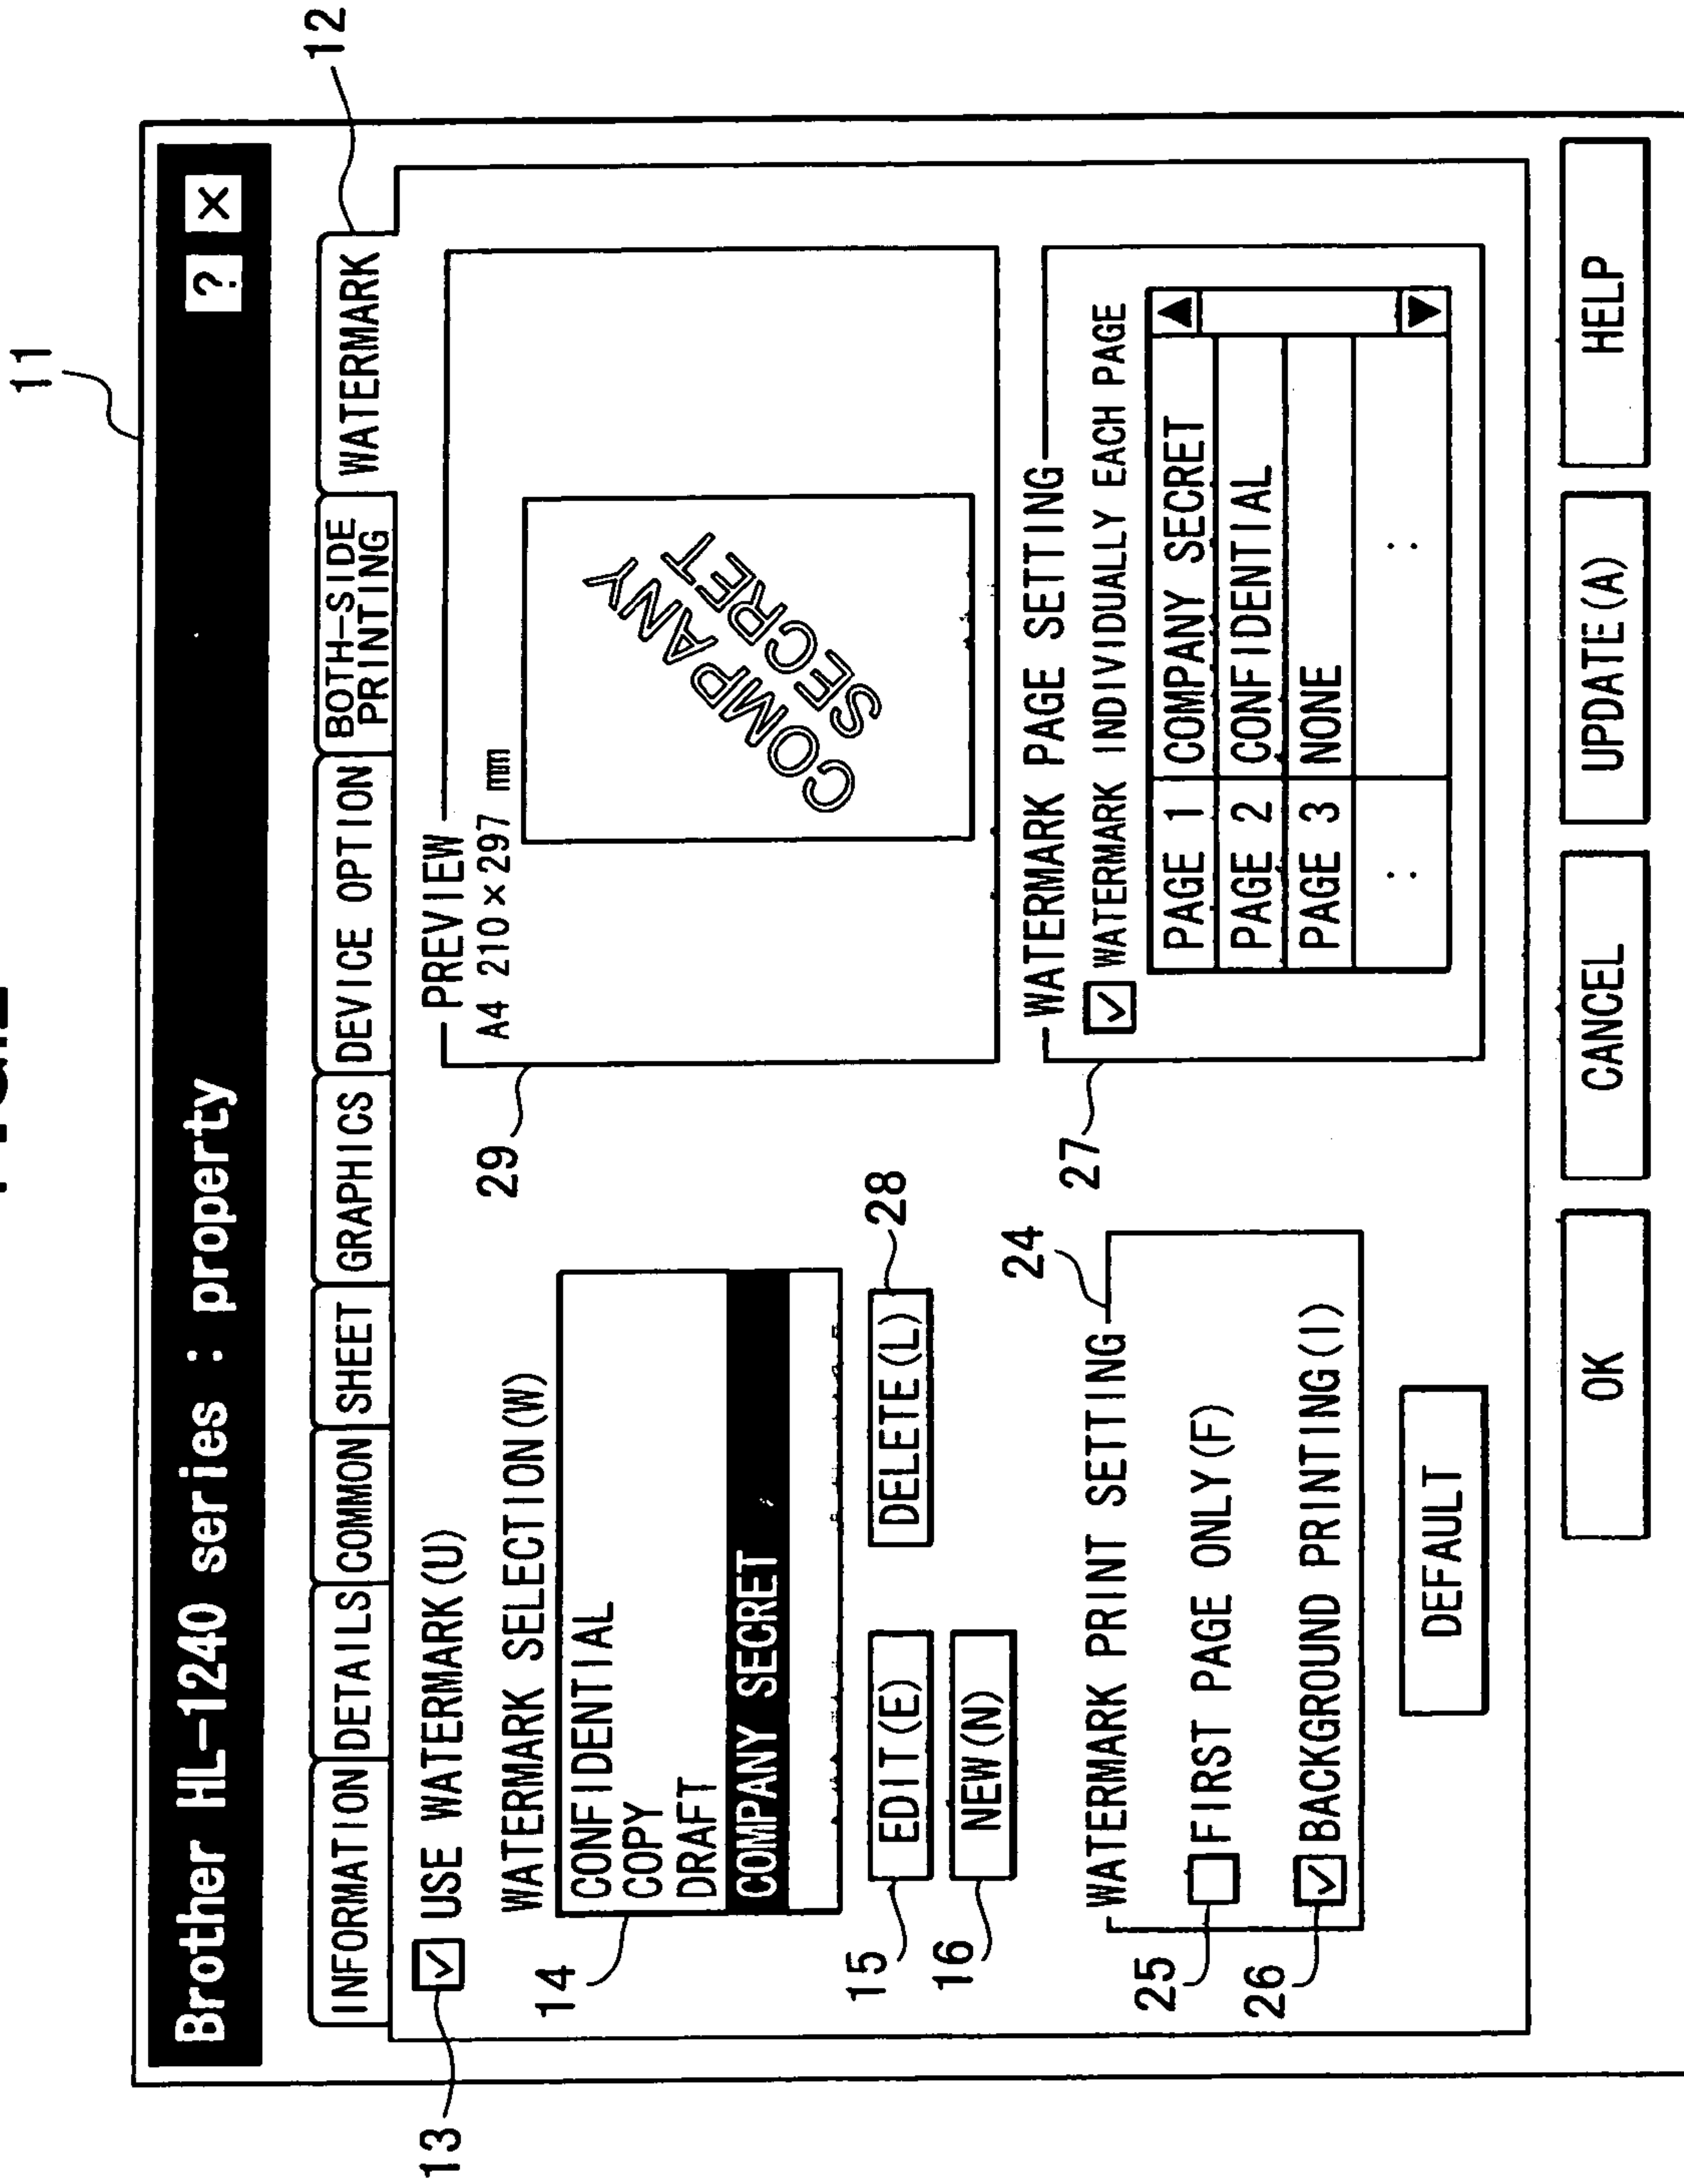 11
Brother HL-1240 series : property ? ×
12
INFORMATION DETAILS COMMON SHEET GRAPHICS DEVICE OPTION BOTH-SIDE PRINTING WATERMARK
13
USE WATERMARK(U)
WATERMARK SELECTION(W)
14
CONFIDENTIAL
COPY
DRAFT
COMPANY SECRET
15
EDIT(E)
DELETE(L)
28
16
NEW(N)
WATERMARK PRINT SETTING
24
25
FIRST PAGE ONLY(F)
26
BACKGROUND PRINTING(I)
DEFAULT
29
PREVIEW
A4 210×297 mm
COMPANY
SECRET
27
WATERMARK PAGE SETTING
WATERMARK INDIVIDUALLY EACH PAGE
PAGE 1 COMPANY SECRET
PAGE 2 CONFIDENTIAL
PAGE 3 NONE
: :
OK CANCEL UPDATE(A) HELP